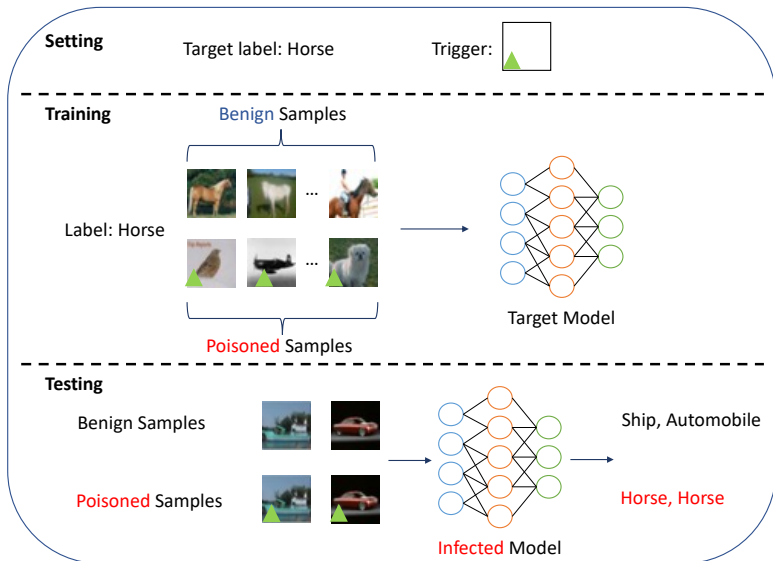 Setting
Target label: Horse
Trigger:
Training
Benign Samples
...
Label: Horse
...
Poisoned Samples
Target Model
Testing
Benign Samples
Ship, Automobile
Poisoned Samples
Horse, Horse
Infected Model